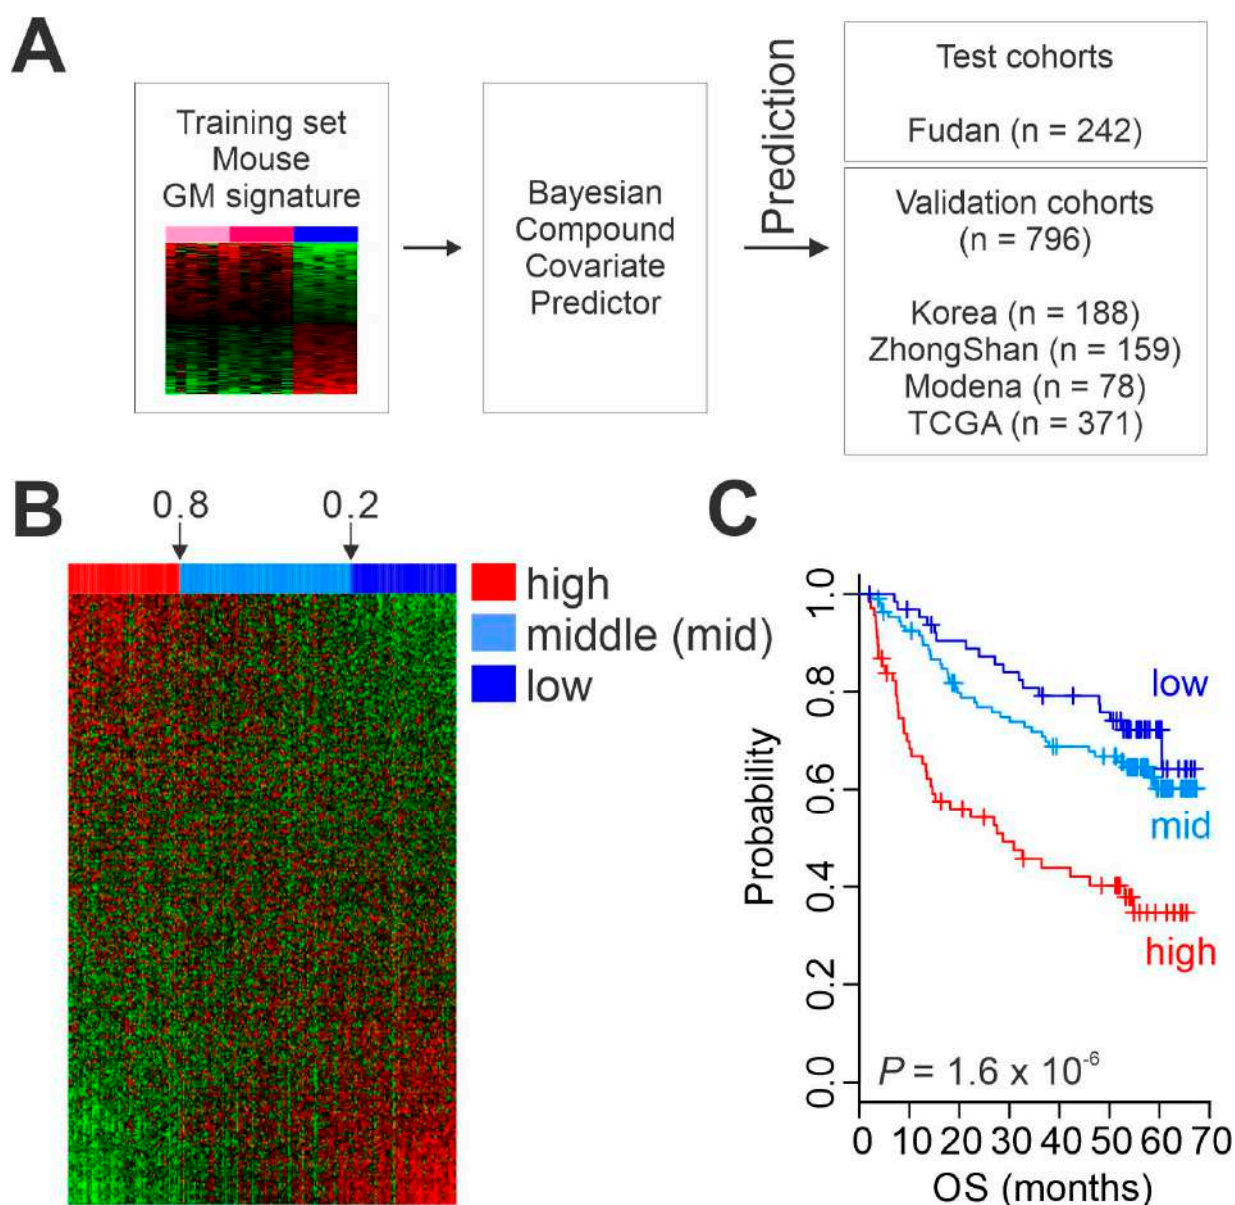 A
Training set
Mouse
GM signature
Bayesian
Compound
Covariate
Predictor
Prediction
Test cohorts
Fudan (n = 242)
Validation cohorts
(n = 796)
Korea (n = 188)
ZhongShan (n = 159)
Modena (n = 78)
TCGA (n = 371)
B
0.8
0.2
high
middle (mid)
low
C
Probability
1.0
0.8
0.6
0.4
0.2
0.0
low
mid
high
P = 1.6 x 10⁻⁶
0 10 20 30 40 50 60 70
OS (months)